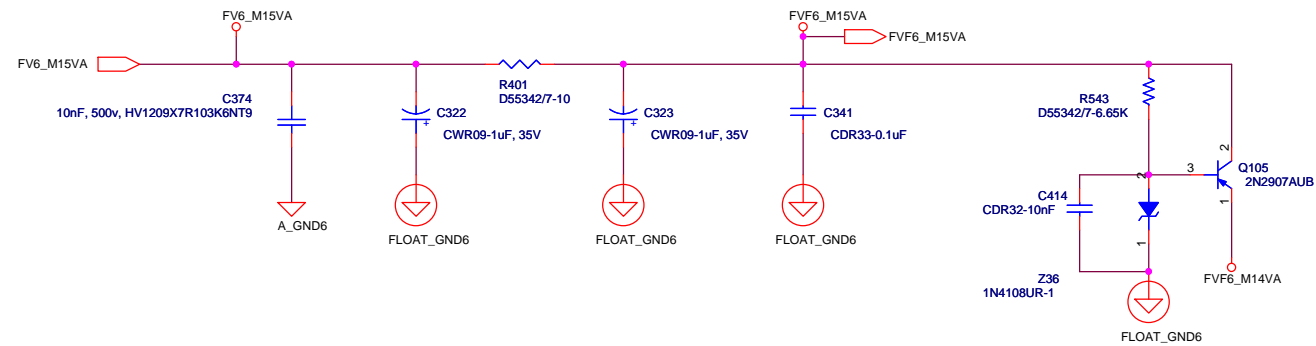 FV6_M15VA
FVF6_M15VA
FVF6_M15VA
FV6_M15VA
C374
10nF, 500v, HV1209X7R103K6NT9
A_GND6
C322
+
CWR09-1uF, 35V
FLOAT_GND6
R401
D55342/7-10
C323
+
CWR09-1uF, 35V
FLOAT_GND6
C341
CDR33-0.1uF
FLOAT_GND6
R543
D55342/7-6.65K
2
3
Q105
2N2907AUB
1
FVF6_M14VA
C414
CDR32-10nF
2
1
Z36
1N4108UR-1
FLOAT_GND6